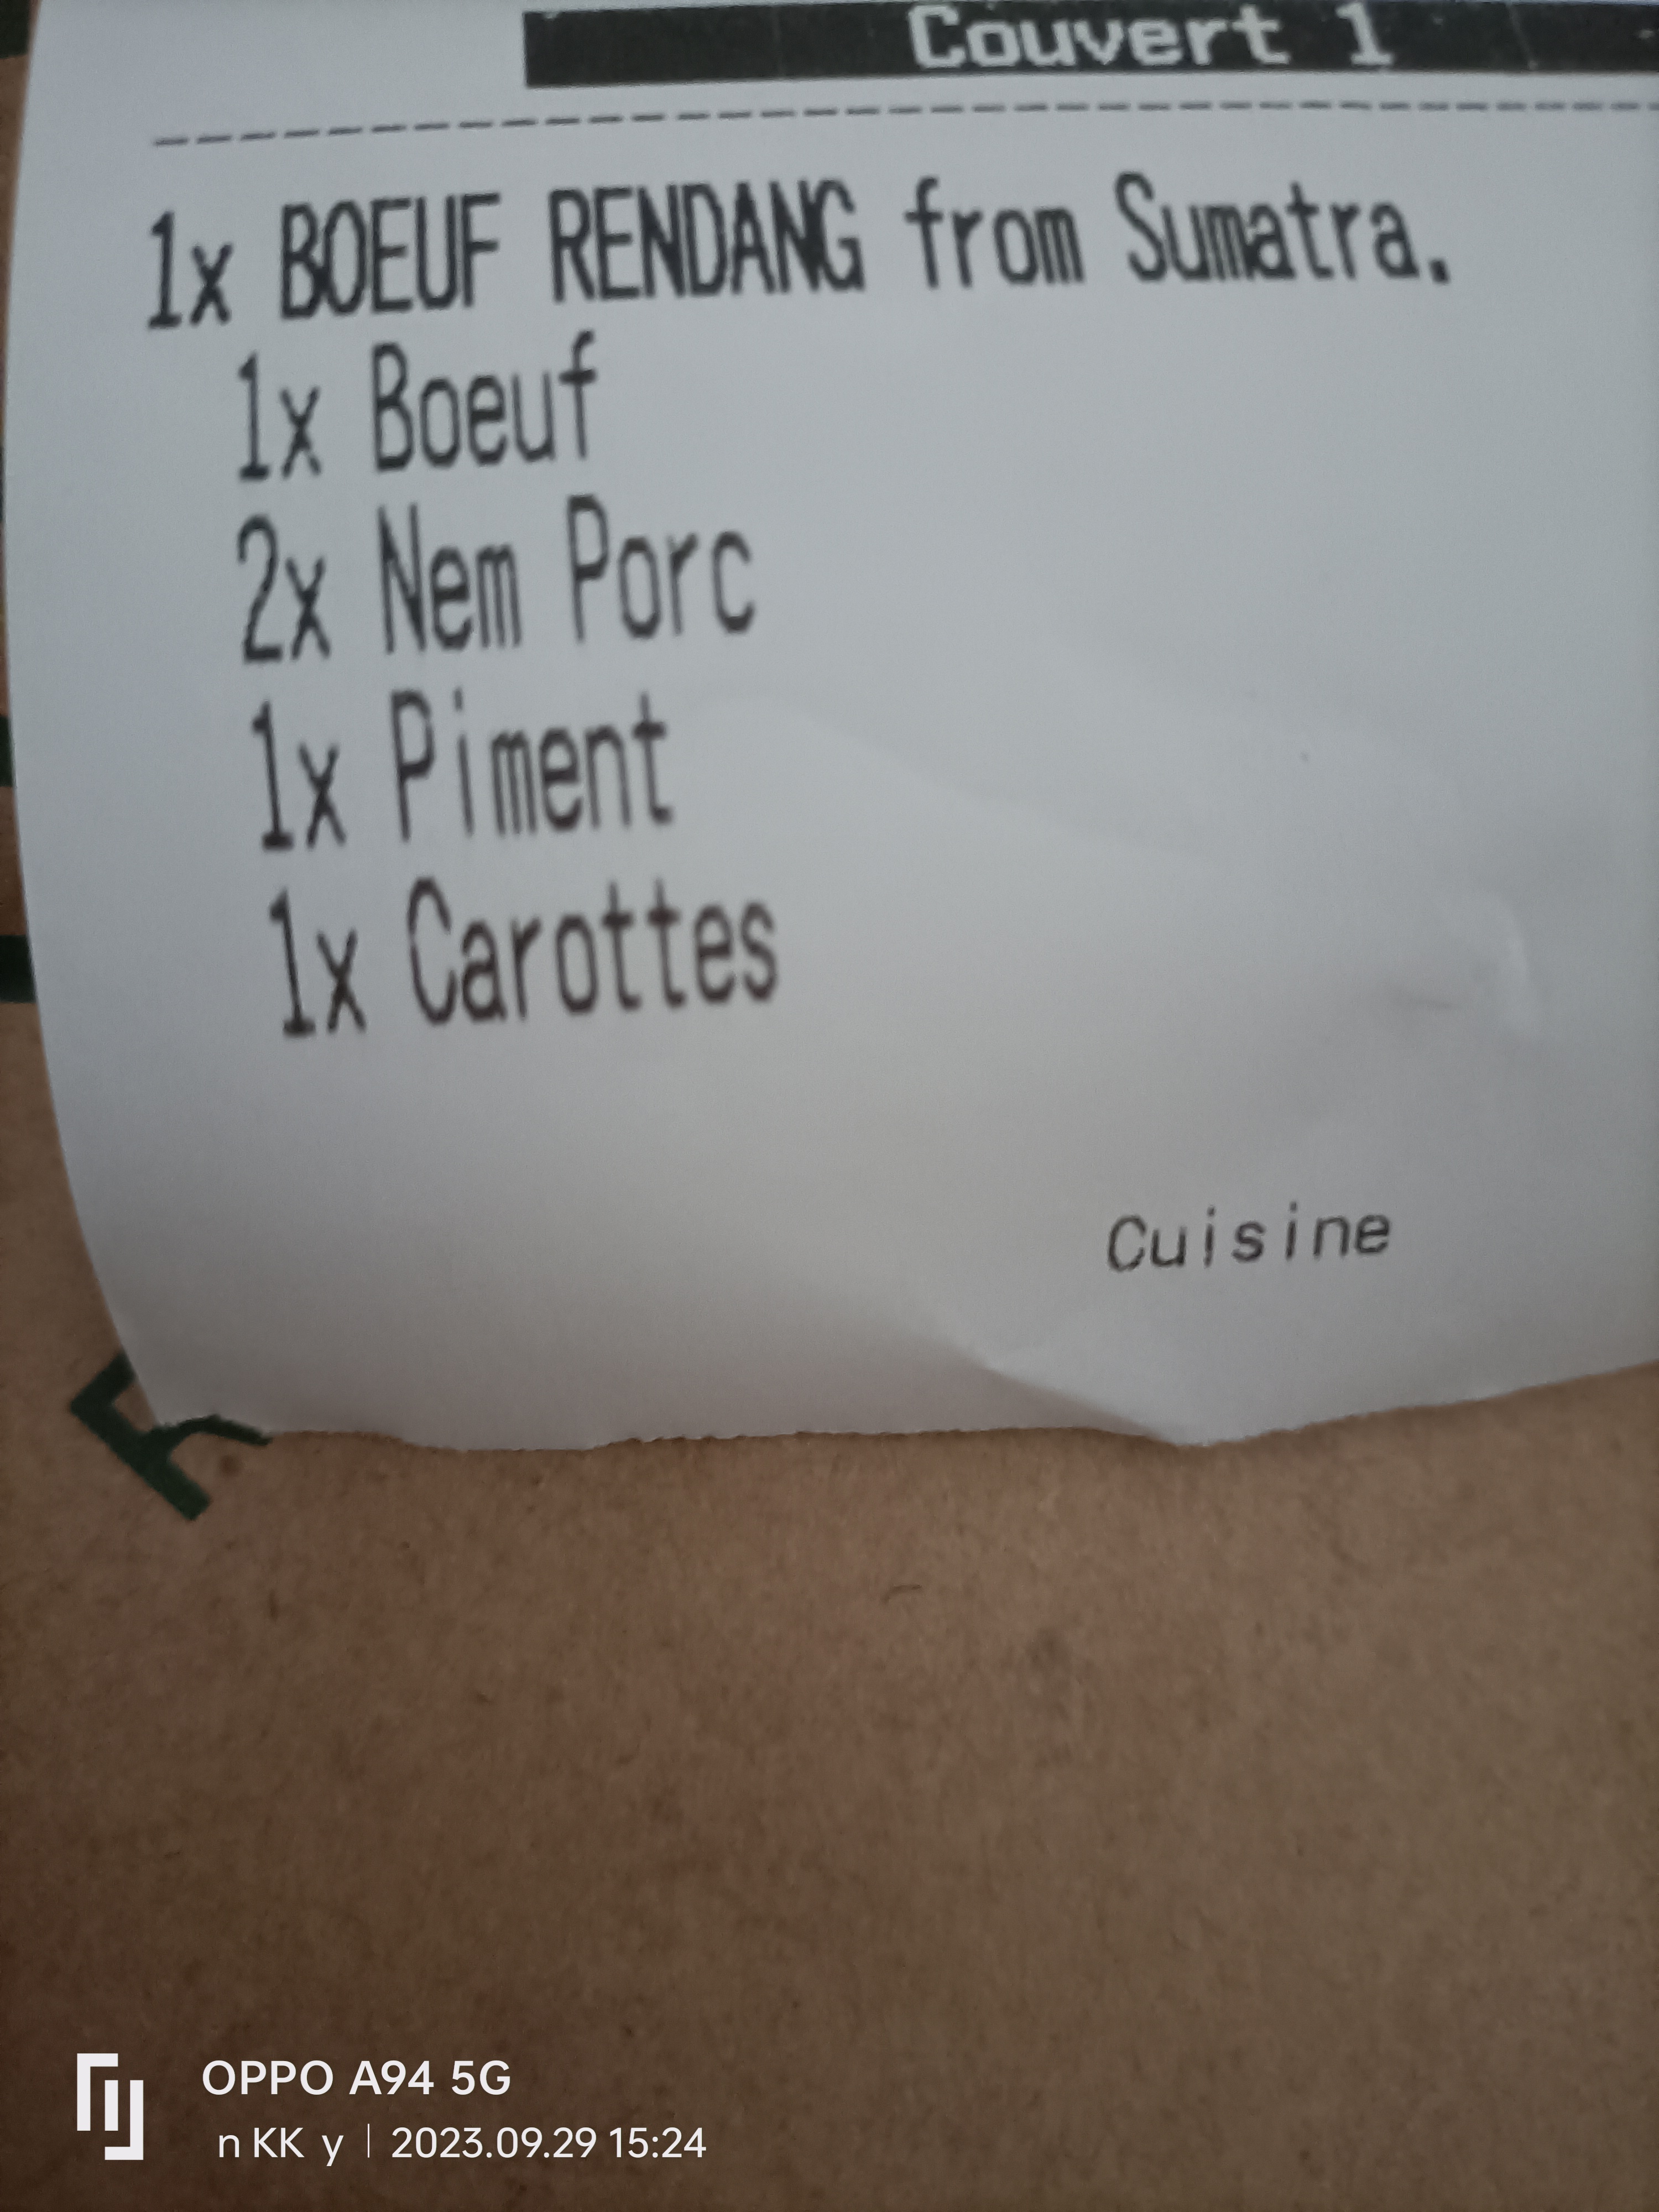 Couvert 1
1x BOEUF RENDANG from Sumatra.
1x Boeuf
2x Nem Porc
1x Piment
1x Carottes
Cuisine
OPPO A94 5G
n KK y | 2023.09.29 15:24